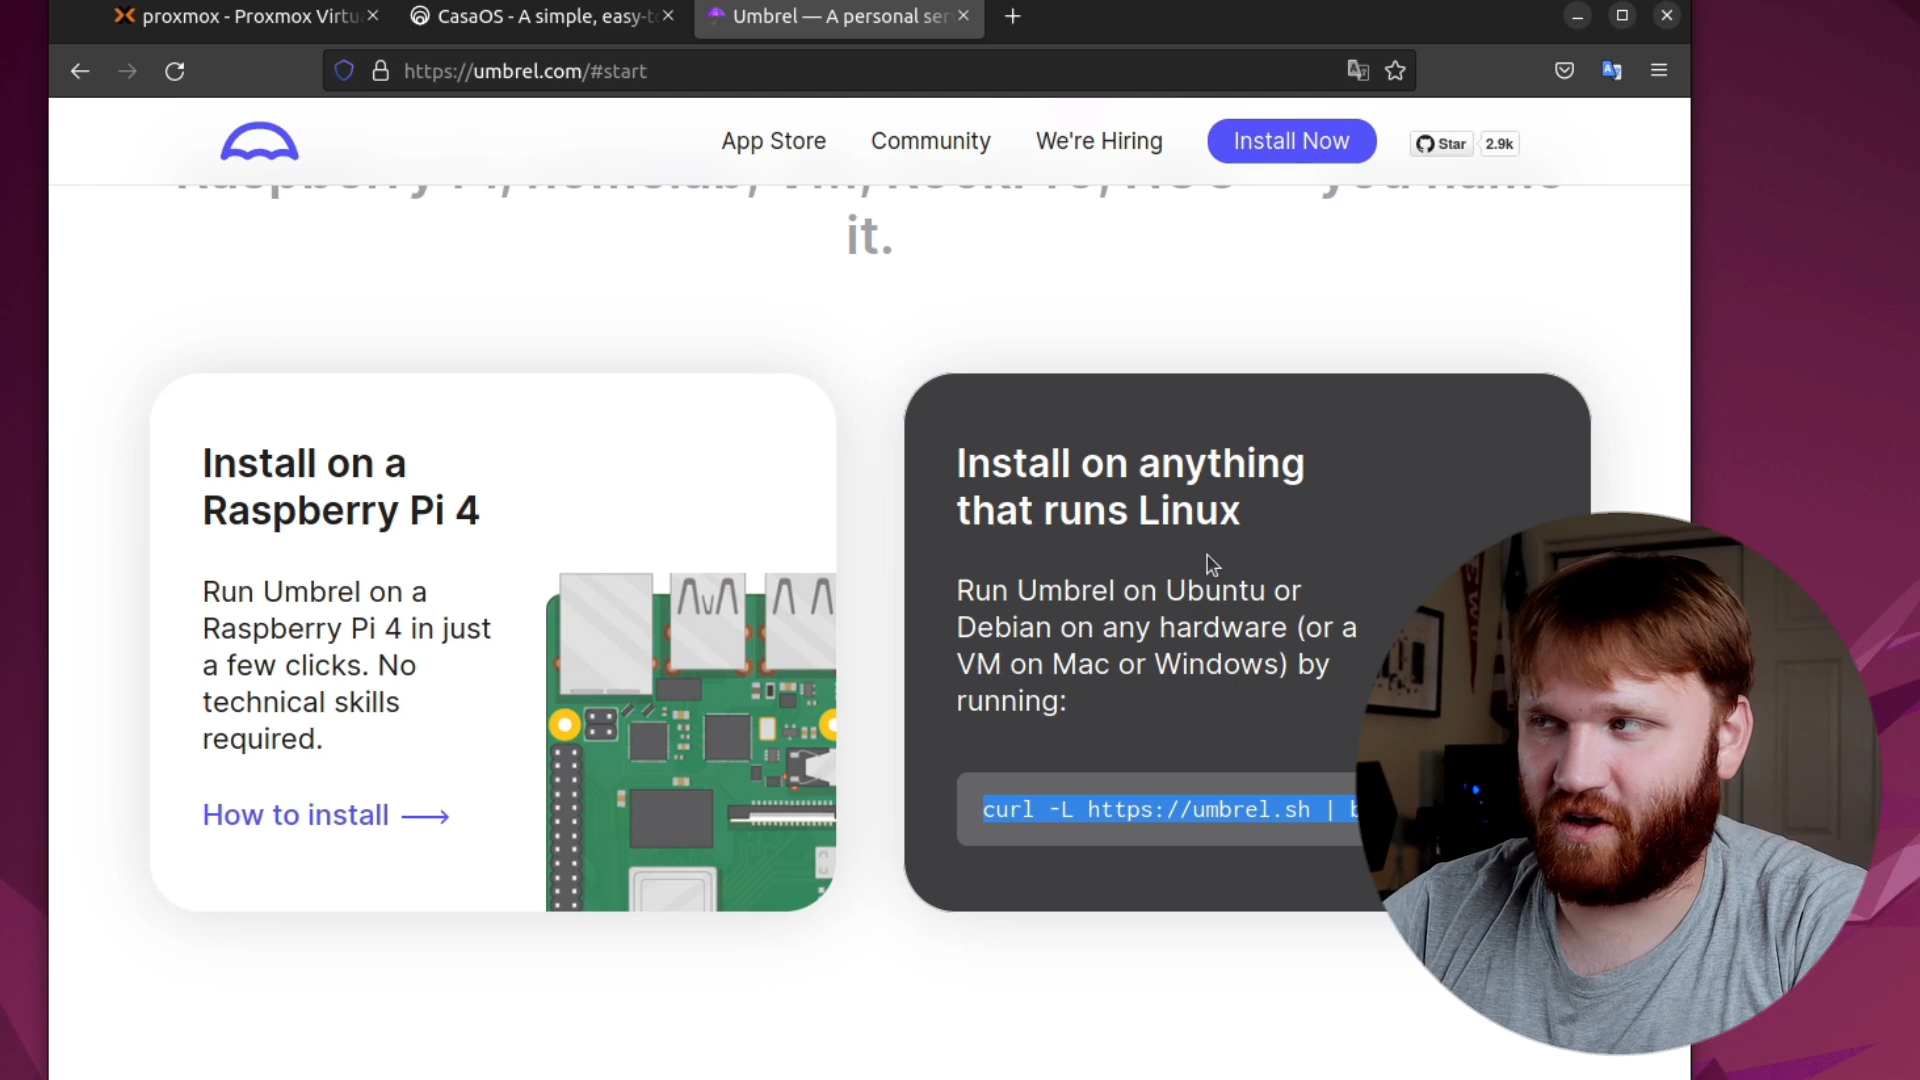 proxmox - Proxmox Virtu
CasaOS - A simple, easy-t
Umbrel — A personal ser
https://umbrel.com/#start
App Store
Community
We're Hiring
Install Now
Star
2.9k
it.
Install on a
Raspberry Pi 4
Run Umbrel on a
Raspberry Pi 4 in just
a few clicks. No
technical skills
required.
How to install
Install on anything
that runs Linux
Run Umbrel on Ubuntu or
Debian on any hardware (or a
VM on Mac or Windows) by
running:
curl -L https://umbrel.sh | b